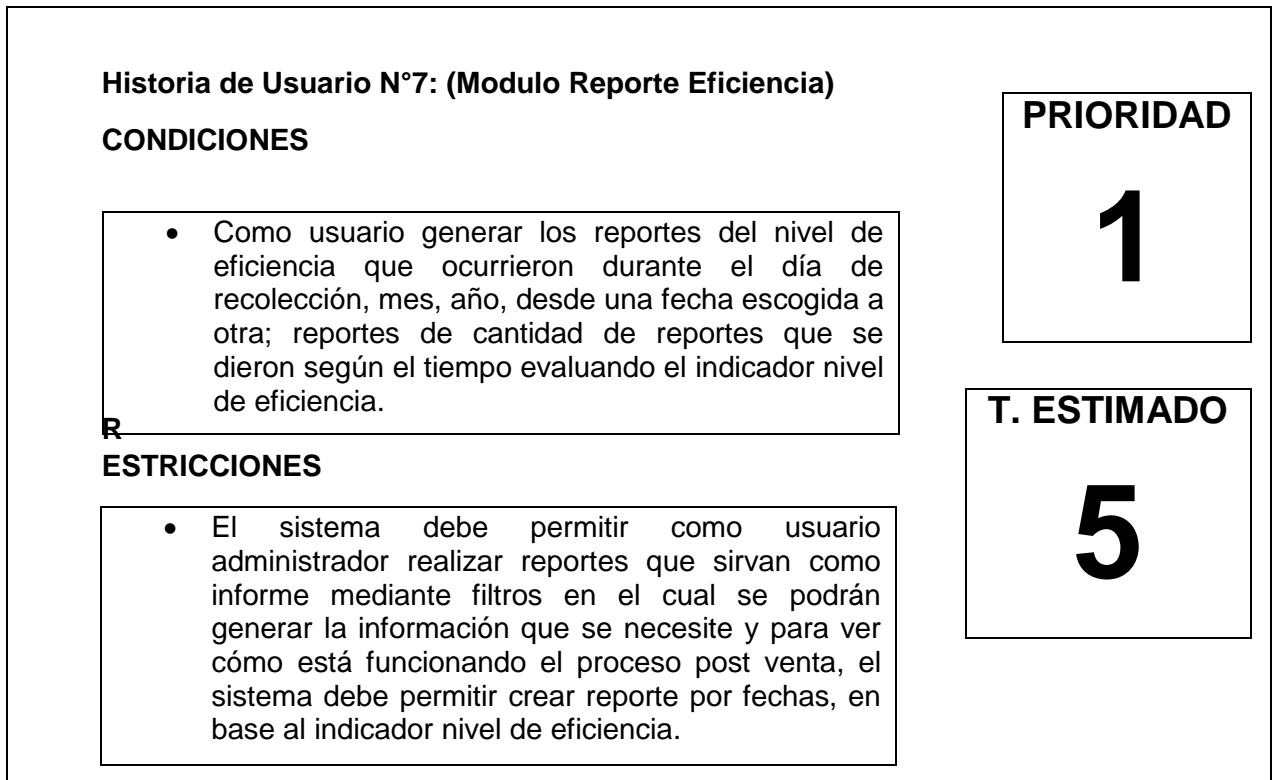 Historia de Usuario N°7: (Modulo Reporte Eficiencia)
CONDICIONES
• Como usuario generar los reportes del nivel de
eficiencia que ocurrieron durante el día de
recolección, mes, año, desde una fecha escogida a
otra; reportes de cantidad de reportes que se
dieron según el tiempo evaluando el indicador nivel
de eficiencia.
R
ESTRICCIONES
• El sistema debe permitir como usuario
administrador realizar reportes que sirvan como
informe mediante filtros en el cual se podrán
generar la información que se necesite y para ver
cómo está funcionando el proceso post venta, el
sistema debe permitir crear reporte por fechas, en
base al indicador nivel de eficiencia.
PRIORIDAD
1
T. ESTIMADO
5